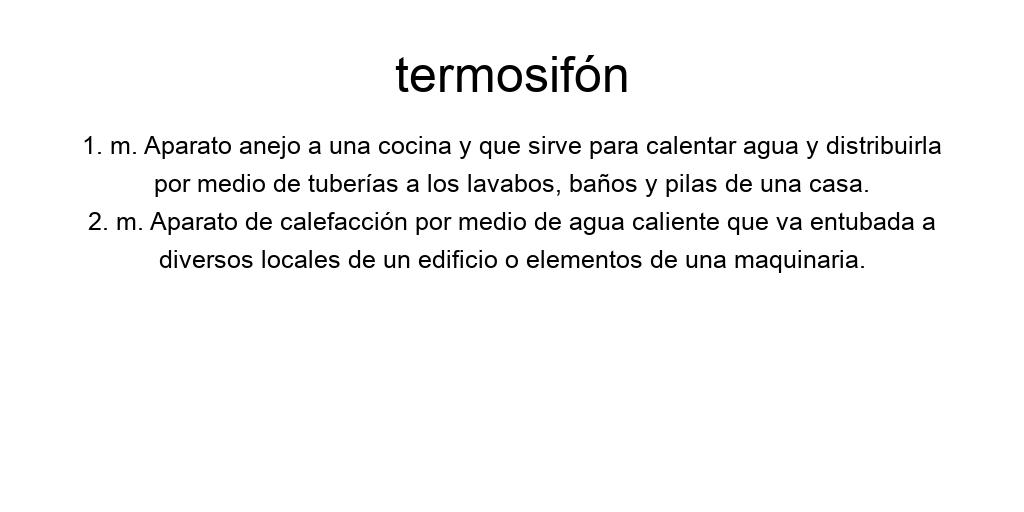 termosifón
1. m. Aparato anejo a una cocina y que sirve para calentar agua y distribuirla
por medio de tuberías a los lavabos, baños y pilas de una casa.
2. m. Aparato de calefacción por medio de agua caliente que va entubada a
diversos locales de un edificio o elementos de una maquinaria.